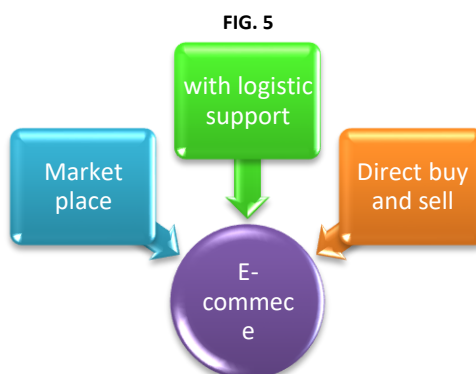 FIG. 5
with logistic
support
Market
place
Direct buy
and sell
E-
commec
e